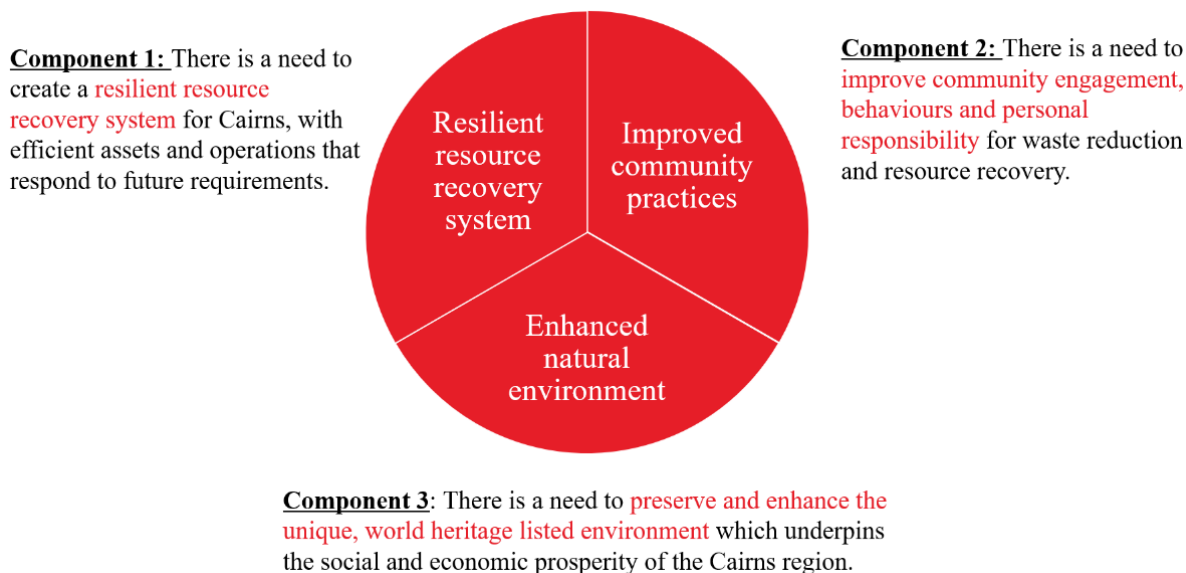 Component 1: There is a need to
create a resilient resource
recovery system for Cairns, with
efficient assets and operations that
respond to future requirements.
Resilient
resource
recovery
system
Improved
community
practices
Component 2: There is a need to
improve community engagement,
behaviours and personal
responsibility for waste reduction
and resource recovery.
Enhanced
natural
environment
Component 3: There is a need to preserve and enhance the
unique, world heritage listed environment which underpins
the social and economic prosperity of the Cairns region.